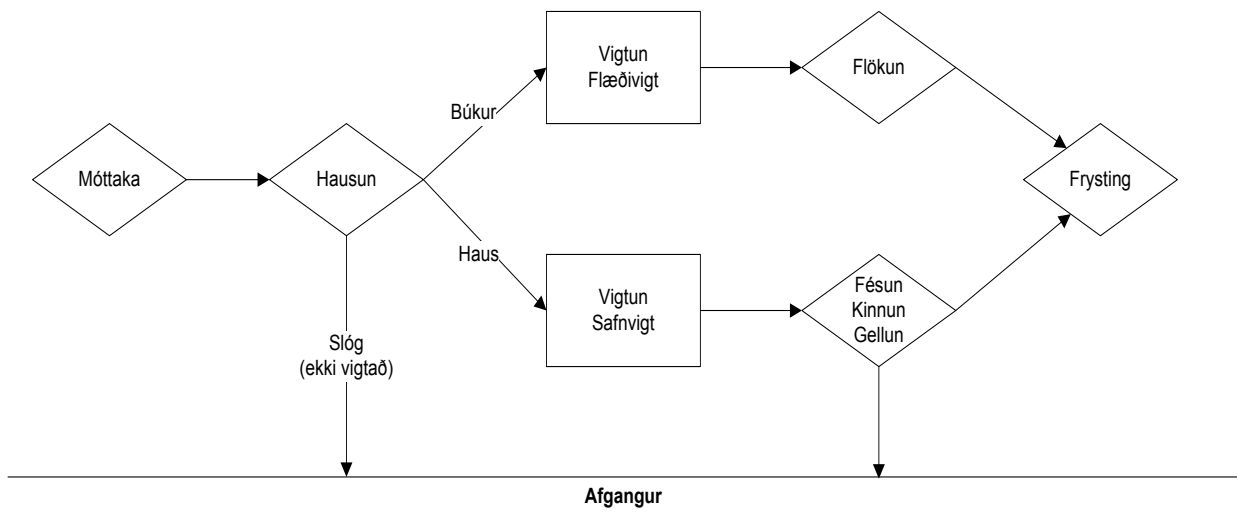 Móttaka
Hausun
Búkur
Haus
Slóg
(ekki vigtað)
Vigtun
Flæðivigt
Vigtun
Safnvigt
Flökun
Fésun
Kinnun
Gellun
Frysting
Afgangur